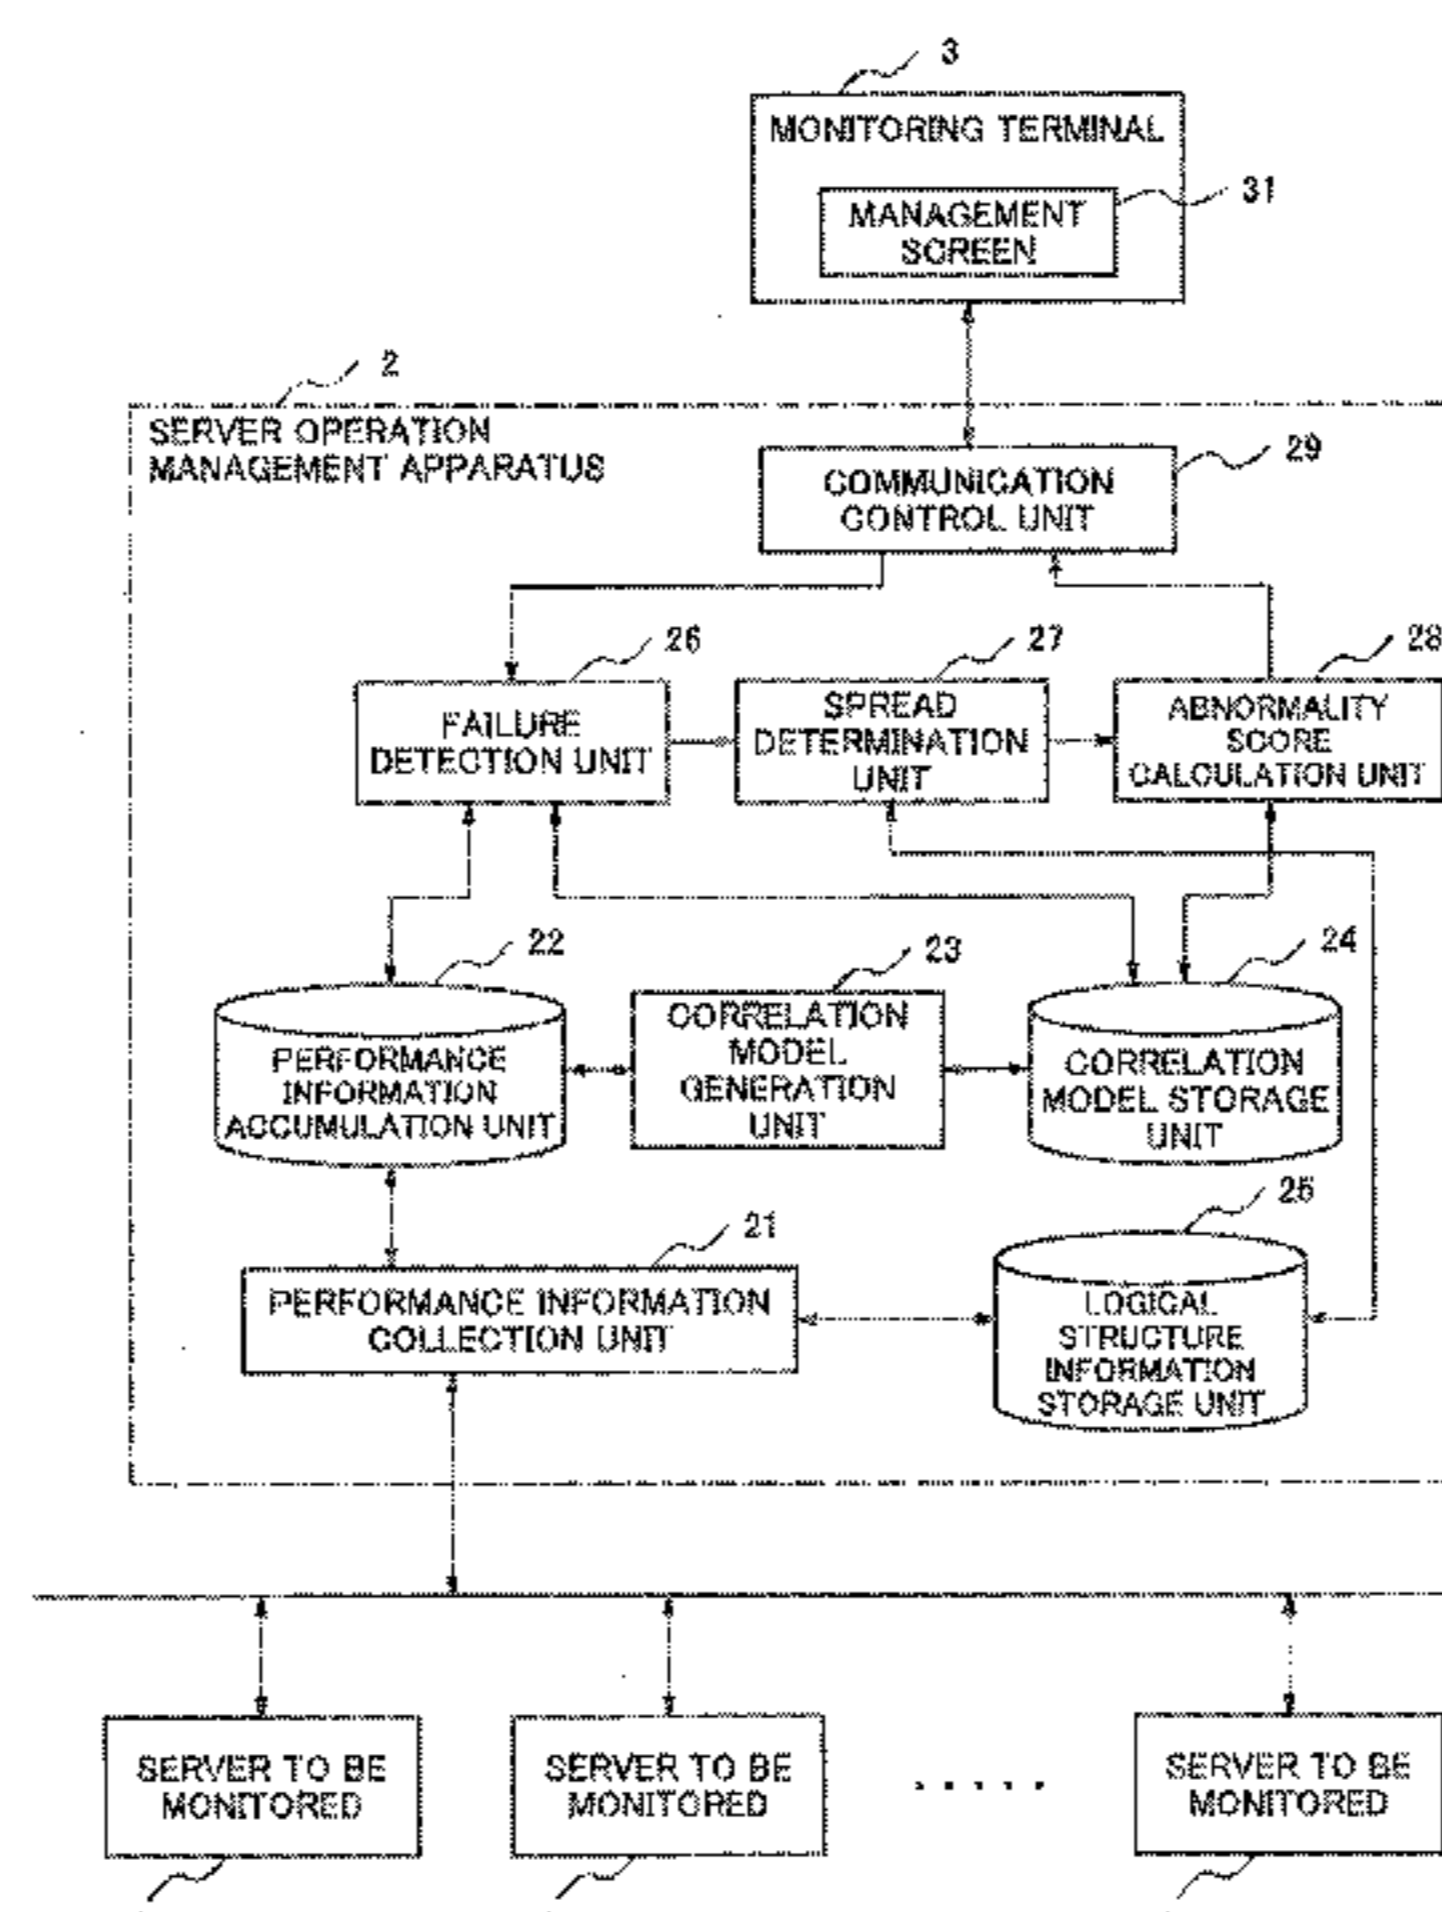 3
MONITORING TERMINAL
31
MANAGEMENT
SCREEN
2
SERVER OPERATION
MANAGEMENT APPARATUS
29
COMMUNICATION
CONTROL UNIT
26
27
28
FAILURE
DETECTION UNIT
SPREAD
DETERMINATION
UNIT
ABNORMALITY
SCORE
CALCULATION UNIT
22
23
24
PERFORMANCE
INFORMATION
ACCUMULATION UNIT
CORRELATION
MODEL
GENERATION
UNIT
CORRELATION
MODEL STORAGE
UNIT
21
25
PERFORMANCE INFORMATION
COLLECTION UNIT
LOGICAL
STRUCTURE
INFORMATION
STORAGE UNIT
SERVER TO BE
MONITORED
SERVER TO BE
MONITORED
.....
SERVER TO BE
MONITORED